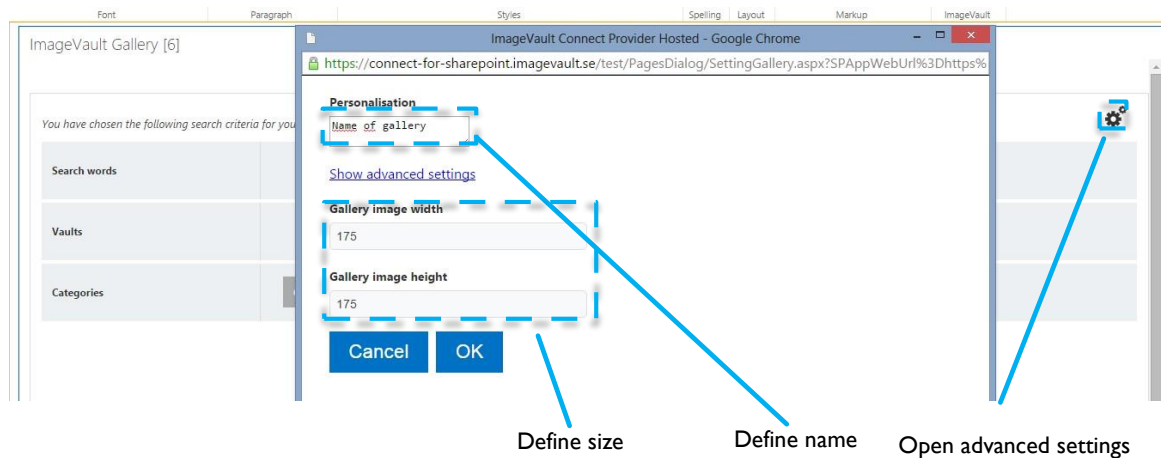 Font Paragraph Styles Spelling Layout Markup ImageVault
ImageVault Gallery [6]
ImageVault Connect Provider Hosted - Google Chrome
https://connect-for-sharepoint.imagevault.se/test/PagesDialog/SettingGallery.aspx?SPAppWebUrl%3Dhttps%
You have chosen the following search criteria for you
Personalisation
Name of gallery
Show advanced settings
Search words
Gallery image width
175
Vaults
Gallery image height
175
Categories
Cancel OK
Define size Define name Open advanced settings